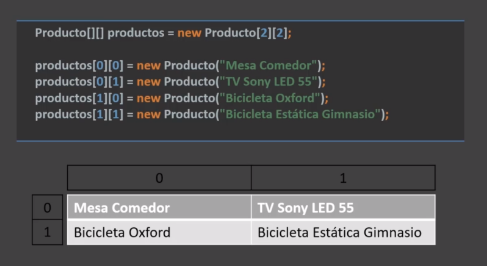 Producto[][] productos = new Producto[2][2];
productos[0][0] = new Producto("Mesa Comedor");
productos[0][1] = new Producto("TV Sony LED 55");
productos[1][0] = new Producto("Bicicleta Oxford");
productos[1][1] = new Producto("Bicicleta Estática Gimnasio");
0 1
0 Mesa Comedor TV Sony LED 55
1 Bicicleta Oxford Bicicleta Estática Gimnasio